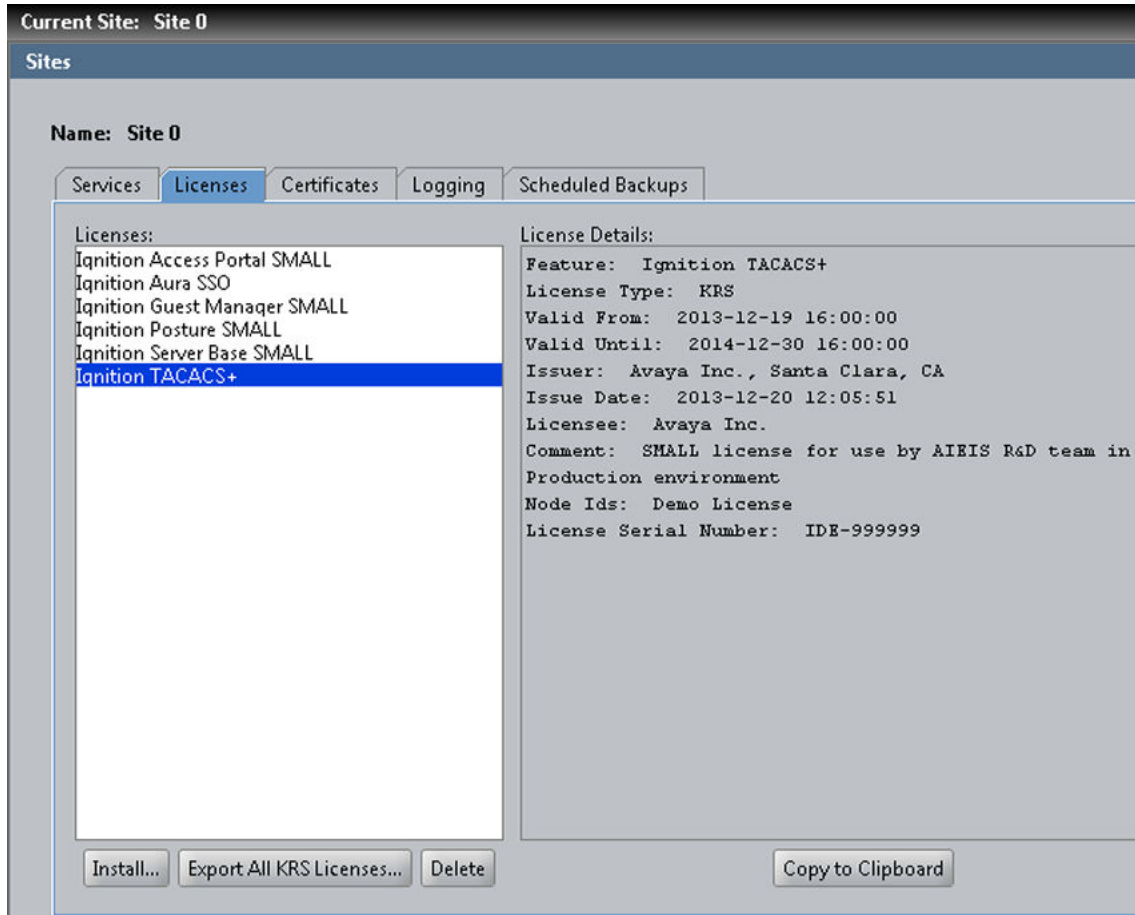 Current Site: Site 0
Sites
Name: Site 0
Services
Licenses
Certificates
Logging
Scheduled Backups
Licenses:
Ignition Access Portal SMALL
Ignition Aura SSO
Ignition Guest Manager SMALL
Ignition Posture SMALL
Ignition Server Base SMALL
Ignition TACACS+
License Details:
Feature: Ignition TACACS+
License Type: KRS
Valid From: 2013-12-19 16:00:00
Valid Until: 2014-12-30 16:00:00
Issuer: Avaya Inc., Santa Clara, CA
Issue Date: 2013-12-20 12:05:51
Licensee: Avaya Inc.
Comment: SMALL license for use by AIEIS R&D team in
Production environment
Node Ids: Demo License
License Serial Number: IDE-999999
Install...
Export All KRS Licenses...
Delete
Copy to Clipboard